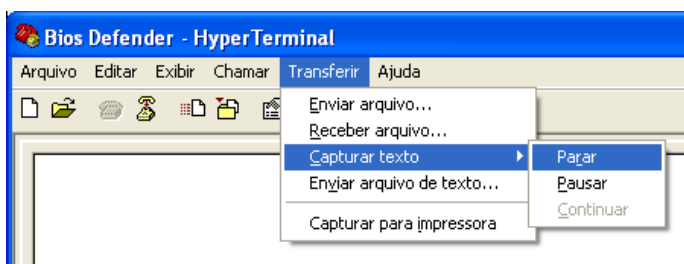 Bios Defender - HyperTerminal
Arquivo Editar Exibir Chamar Transferir Ajuda
Enviar arquivo...
Receber arquivo...
Capturar texto
Parar
Enviar arquivo de texto...
Pausar
Continuar
Capturar para impressora